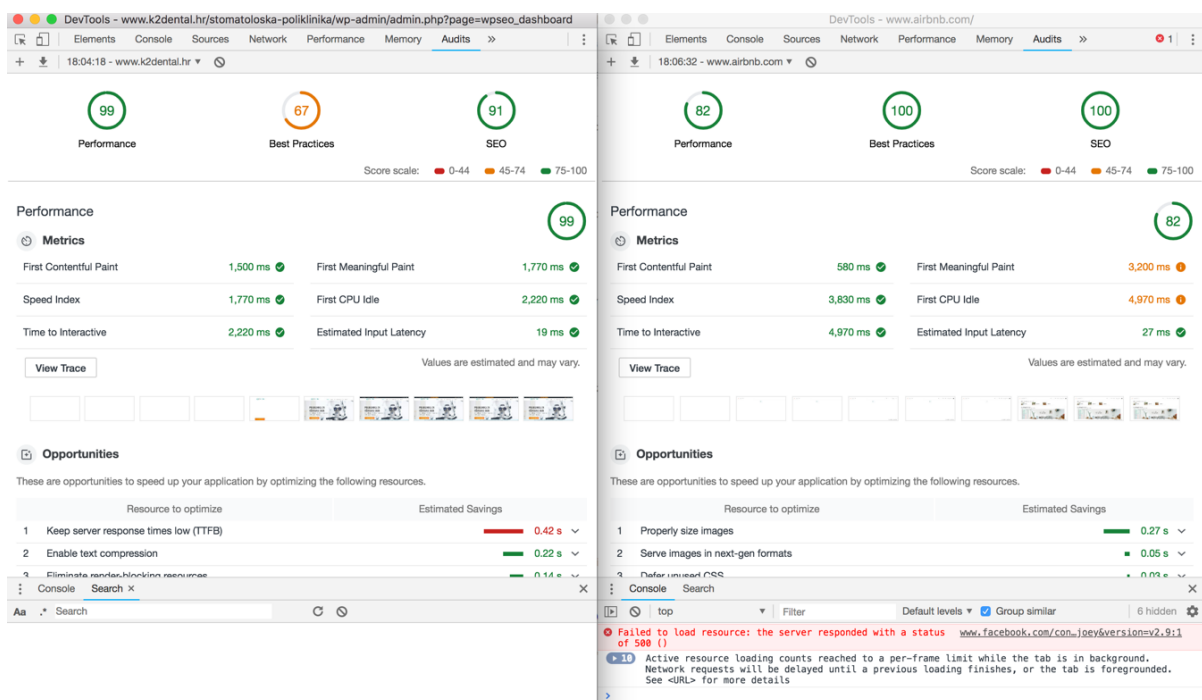 DevTools - www.k2dental.hr/stomatoloska-poliklinika/wp-admin/admin.php?page=wpseo_dashboard
Elements Console Sources Network Performance Memory Audits »
18:04:18 - www.k2dental.hr ▼
99 67 91
Performance Best Practices SEO
Score scale: 0-44 45-74 75-100
Performance 99
Metrics
First Contentful Paint 1,500 ms First Meaningful Paint 1,770 ms
Speed Index 1,770 ms First CPU Idle 2,220 ms
Time to Interactive 2,220 ms Estimated Input Latency 19 ms
View Trace Values are estimated and may vary.
Opportunities
These are opportunities to speed up your application by optimizing the following resources.
Resource to optimize Estimated Savings
1 Keep server response times low (TTFB) 0.42 s
2 Enable text compression 0.22 s
3 Eliminate render-blocking resources 0.14 s
Console Search ×
Aa .* Search
DevTools - www.airbnb.com/
Elements Console Sources Network Performance Memory Audits » 1
18:06:32 - www.airbnb.com ▼
82 100 100
Performance Best Practices SEO
Score scale: 0-44 45-74 75-100
Performance 82
Metrics
First Contentful Paint 580 ms First Meaningful Paint 3,200 ms
Speed Index 3,830 ms First CPU Idle 4,970 ms
Time to Interactive 4,970 ms Estimated Input Latency 27 ms
View Trace Values are estimated and may vary.
Opportunities
These are opportunities to speed up your application by optimizing the following resources.
Resource to optimize Estimated Savings
1 Properly size images 0.27 s
2 Serve images in next-gen formats 0.05 s
3 Defer unused CSS 0.03 s
Console Search
top ▼ Filter Default levels ▼ Group similar 6 hidden
Failed to load resource: the server responded with a status www.facebook.com/con…joey&version=v2.9:1
of 500 ()
10 Active resource loading counts reached to a per-frame limit while the tab is in background.
Network requests will be delayed until a previous loading finishes, or the tab is foregrounded.
See <URL> for more details